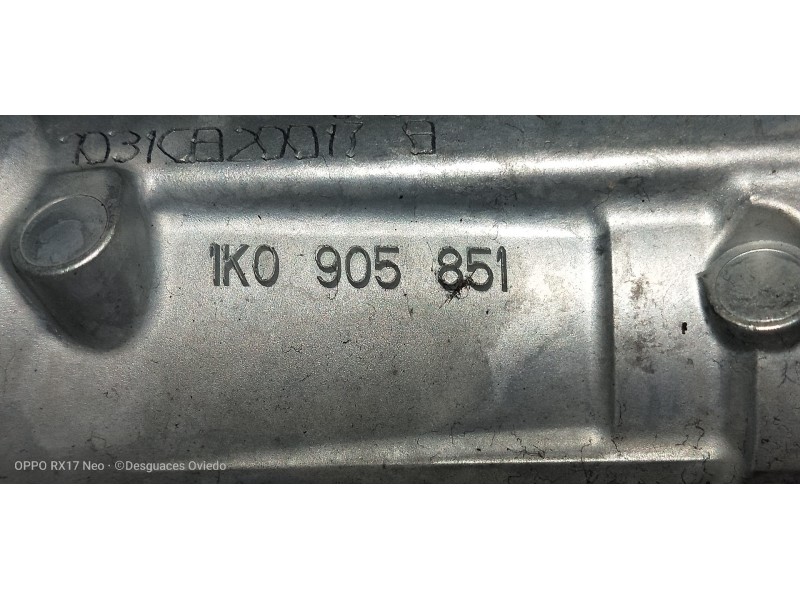 1K0 905 851
OPPO RX17 Neo · ©Desguaces Oviedo